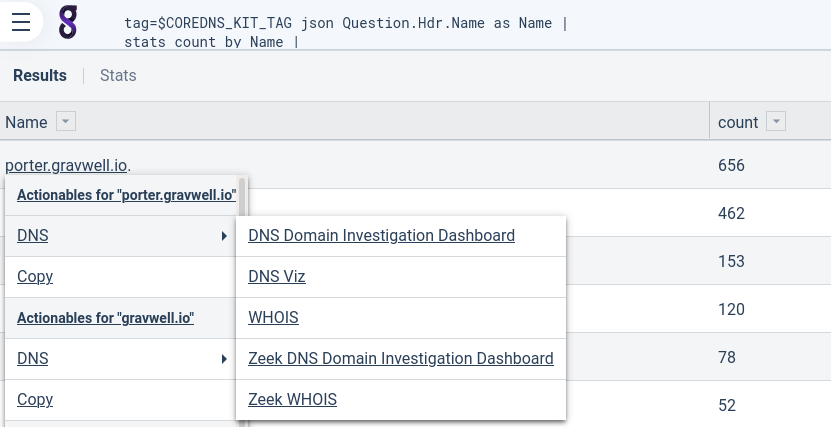 tag=$COREDNS_KIT_TAG json Question.Hdr.Name as Name |
stats count by Name |
Results
Stats
Name
count
porter.gravwell.io.
656
Actionables for "porter.gravwell.io"
462
DNS
DNS Domain Investigation Dashboard
153
Copy
DNS Viz
Actionables for "gravwell.io"
WHOIS
120
DNS
Zeek DNS Domain Investigation Dashboard
78
Copy
Zeek WHOIS
52